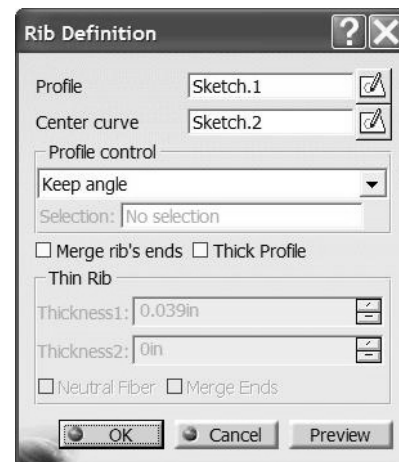 Rib Definition ? X
Profile Sketch.1
Center curve Sketch.2
Profile control
Keep angle
Selection: No selection
Merge rib's ends Thick Profile
Thin Rib
Thickness1: 0.039in
Thickness2: 0in
Neutral Fiber Merge Ends
OK Cancel Preview